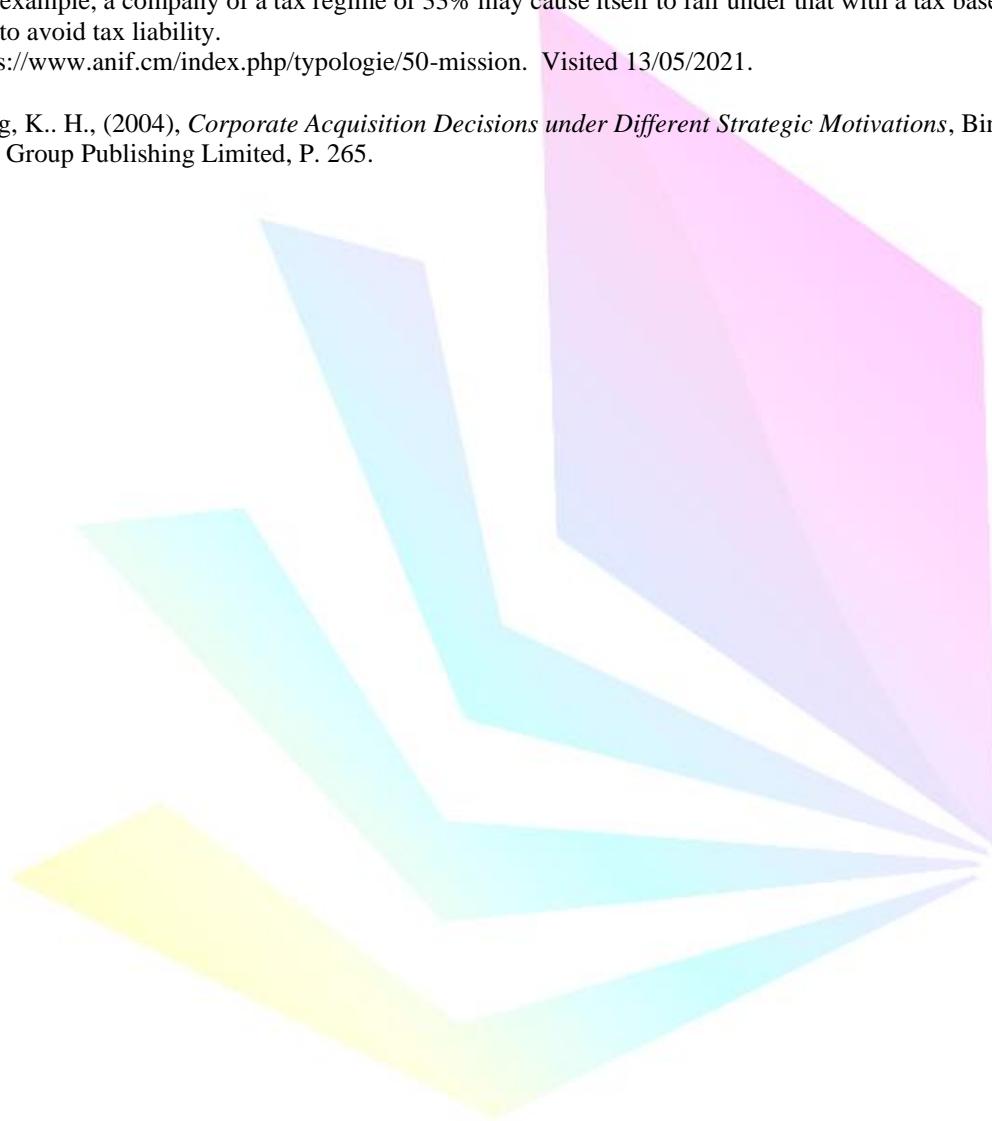 example, a company of a tax regime of 33% may cause itself to fall under that with a tax base
to avoid tax liability.
s://www.anif.cm/index.php/typologie/50-mission. Visited 13/05/2021.
g, K.. H., (2004), Corporate Acquisition Decisions under Different Strategic Motivations, Bin
Group Publishing Limited, P. 265.